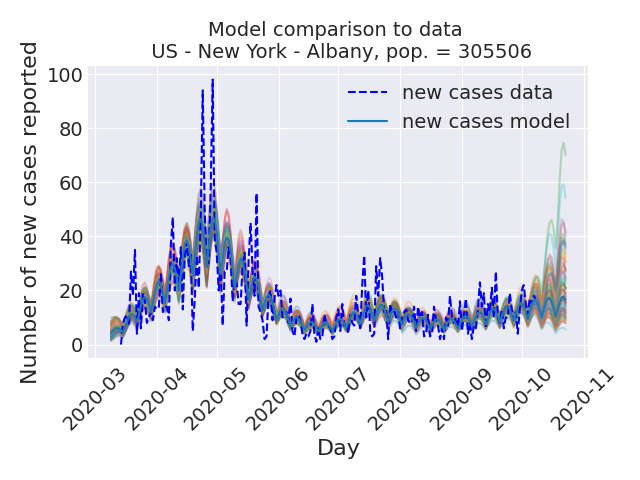 Model comparison to data
US - New York - Albany, pop. = 305506
Number of new cases reported
100
80
60
40
20
0
new cases data
new cases model
2020-03
2020-04
2020-05
2020-06
2020-07
2020-08
2020-09
2020-10
2020-11
Day